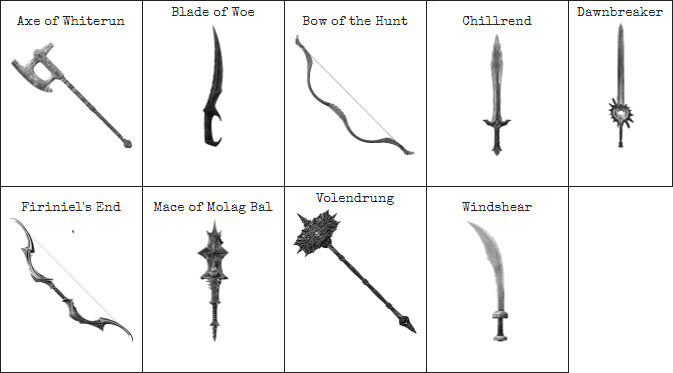 Axe of Whiterun
Blade of Woe
Bow of the Hunt
Chillrend
Dawnbreaker
Firiniel's End
Mace of Molag Bal
Volendrung
Windshear